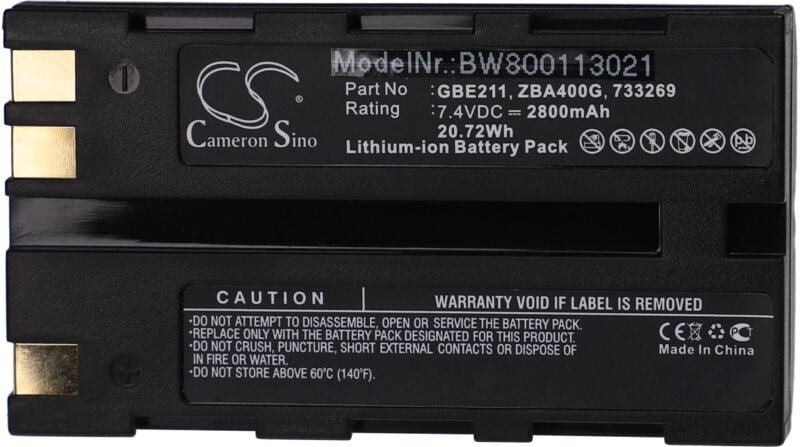 ModelNr.:BW800113021
CS
Cameron Sino
Part No : GBE211, ZBA400G, 733269
Rating : 7.4VDC ⎓ 2800mAh
20.72Wh
Lithium-ion Battery Pack
CAUTION
WARRANTY VOID IF LABEL IS REMOVED
•DO NOT ATTEMPT TO DISASSEMBLE, OPEN OR SERVICE THE BATTERY PACK.
•REPLACE ONLY WITH THE BATTERY PACK DESIGNATED FOR THIS PRODUCT.
•DO NOT CRUSH, PUNCTURE, SHORT EXTERNAL CONTACTS OR DISPOSE OF
IN FIRE OR WATER.
•DO NOT STORE ABOVE 60°C (140°F).
CE
PCT
Made In China